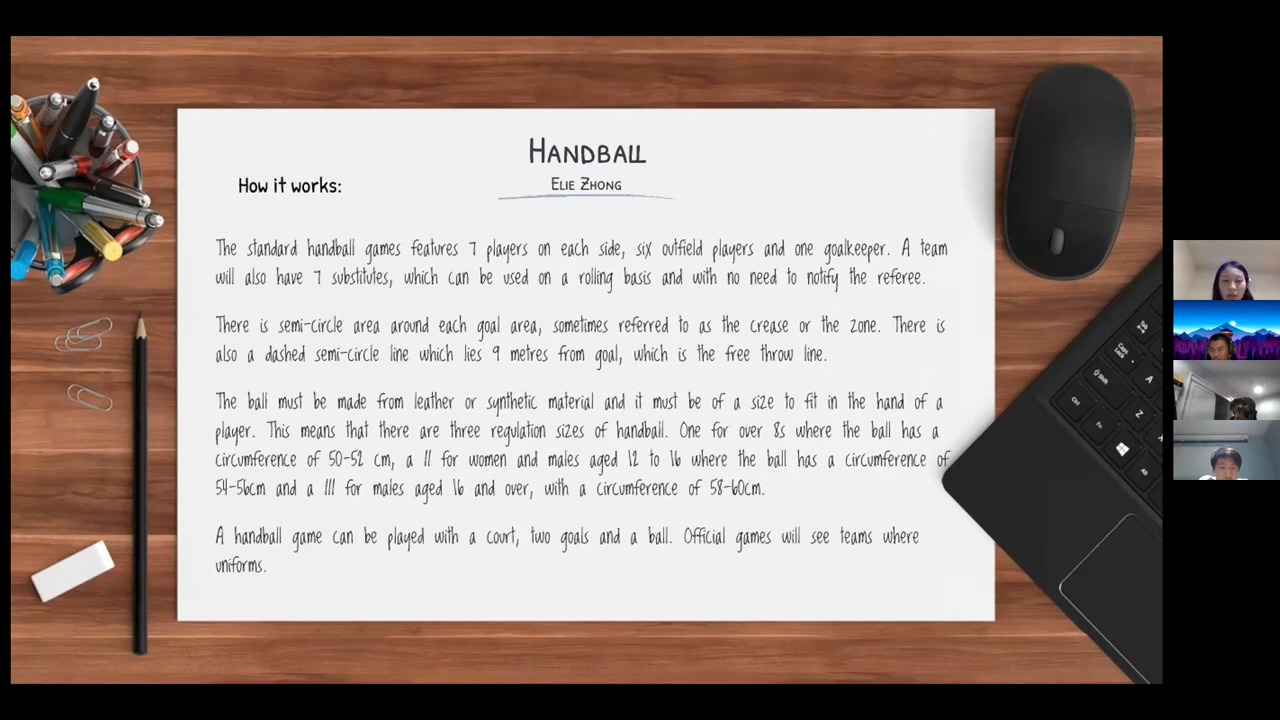 Handball
Elie Zhong
How it works:
The standard handball games features 7 players on each side, six outfield players and one goalkeeper. A team
will also have 7 substitutes, which can be used on a rolling basis and with no need to notify the referee.
There is semi-circle area around each goal area, sometimes referred to as the crease or the zone. There is
also a dashed semi-circle line which lies 9 metres from goal, which is the free throw line.
The ball must be made from leather or synthetic material and it must be of a size to fit in the hand of a
player. This means that there are three regulation sizes of handball. One for over 8s where the ball has a
circumference of 50-52 cm, a II for women and males aged 12 to 16 where the ball has a circumference of
54-56cm and a III for males aged 16 and over, with a circumference of 58-60cm.
A handball game can be played with a court, two goals and a ball. Official games will see teams where
uniforms.
Tab
Caps Lock
A
Shift
Z
Ctrl
Fn
Alt